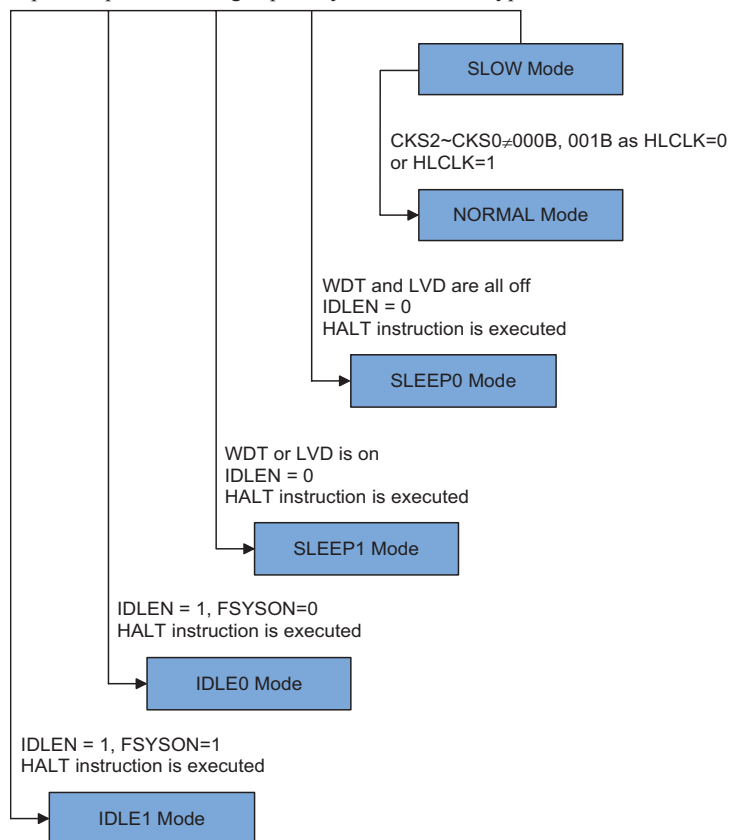 SLOW Mode
CKS2~CKS0≠000B, 001B as HLCLK=0
or HLCLK=1
NORMAL Mode
WDT and LVD are all off
IDLEN = 0
HALT instruction is executed
SLEEP0 Mode
WDT or LVD is on
IDLEN = 0
HALT instruction is executed
SLEEP1 Mode
IDLEN = 1, FSYSON=0
HALT instruction is executed
IDLE0 Mode
IDLEN = 1, FSYSON=1
HALT instruction is executed
IDLE1 Mode